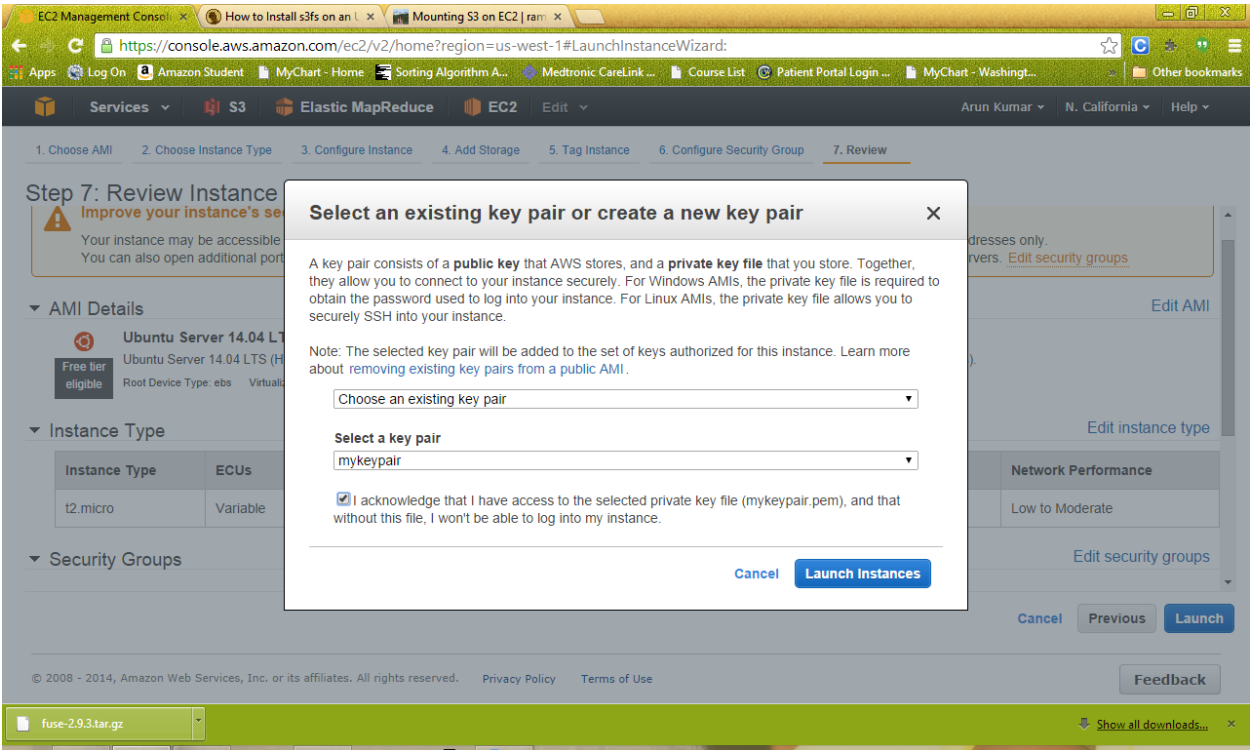 EC2 Management Consol
How to Install s3fs on an U
Mounting S3 on EC2 | ram
https://console.aws.amazon.com/ec2/v2/home?region=us-west-1#LaunchInstanceWizard:
Apps Log On Amazon Student MyChart - Home Sorting Algorithm A... Medtronic CareLink ... Course List Patient Portal Login ... MyChart - Washingt... » Other bookmarks
Services S3 Elastic MapReduce EC2 Edit Arun Kumar N. California Help
1. Choose AMI 2. Choose Instance Type 3. Configure Instance 4. Add Storage 5. Tag Instance 6. Configure Security Group 7. Review
Step 7: Review Instance
Improve your instance's se
Your instance may be accessible
dresses only.
You can also open additional port
rvers. Edit security groups
AMI Details
Edit AMI
Ubuntu Server 14.04 LT
Free tier eligible
Ubuntu Server 14.04 LTS (H
).
Root Device Type: ebs Virtualiz
Instance Type
Edit instance type
Instance Type ECUs Network Performance
t2.micro Variable Low to Moderate
Security Groups
Edit security groups
Select an existing key pair or create a new key pair
A key pair consists of a public key that AWS stores, and a private key file that you store. Together,
they allow you to connect to your instance securely. For Windows AMIs, the private key file is required to
obtain the password used to log into your instance. For Linux AMIs, the private key file allows you to
securely SSH into your instance.
Note: The selected key pair will be added to the set of keys authorized for this instance. Learn more
about removing existing key pairs from a public AMI.
Choose an existing key pair
Select a key pair
mykeypair
I acknowledge that I have access to the selected private key file (mykeypair.pem), and that
without this file, I won't be able to log into my instance.
Cancel Launch Instances
Cancel Previous Launch
© 2008 - 2014, Amazon Web Services, Inc. or its affiliates. All rights reserved. Privacy Policy Terms of Use
Feedback
fuse-2.9.3.tar.gz
Show all downloads...